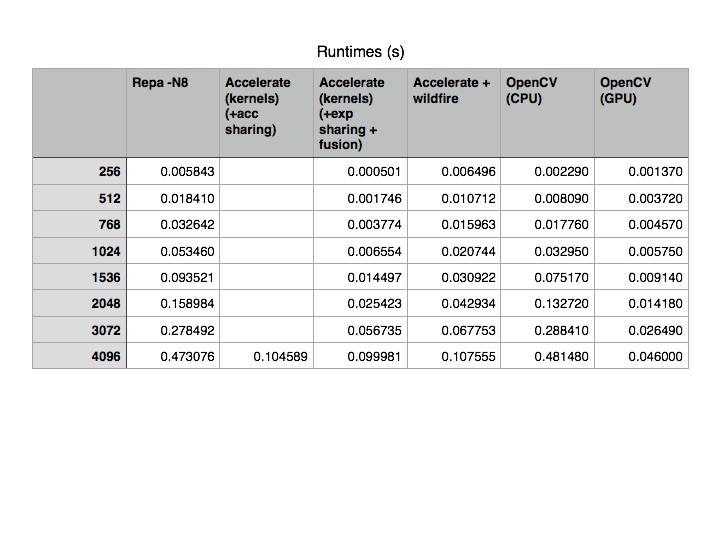 Runtimes (s)
Repa -N8 Accelerate (kernels) (+acc sharing) Accelerate (kernels) (+exp sharing + fusion) Accelerate + wildfire OpenCV (CPU) OpenCV (GPU)
256 0.005843 0.000501 0.006496 0.002290 0.001370
512 0.018410 0.001746 0.010712 0.008090 0.003720
768 0.032642 0.003774 0.015963 0.017760 0.004570
1024 0.053460 0.006554 0.020744 0.032950 0.005750
1536 0.093521 0.014497 0.030922 0.075170 0.009140
2048 0.158984 0.025423 0.042934 0.132720 0.014180
3072 0.278492 0.056735 0.067753 0.288410 0.026490
4096 0.473076 0.104589 0.099981 0.107555 0.481480 0.046000